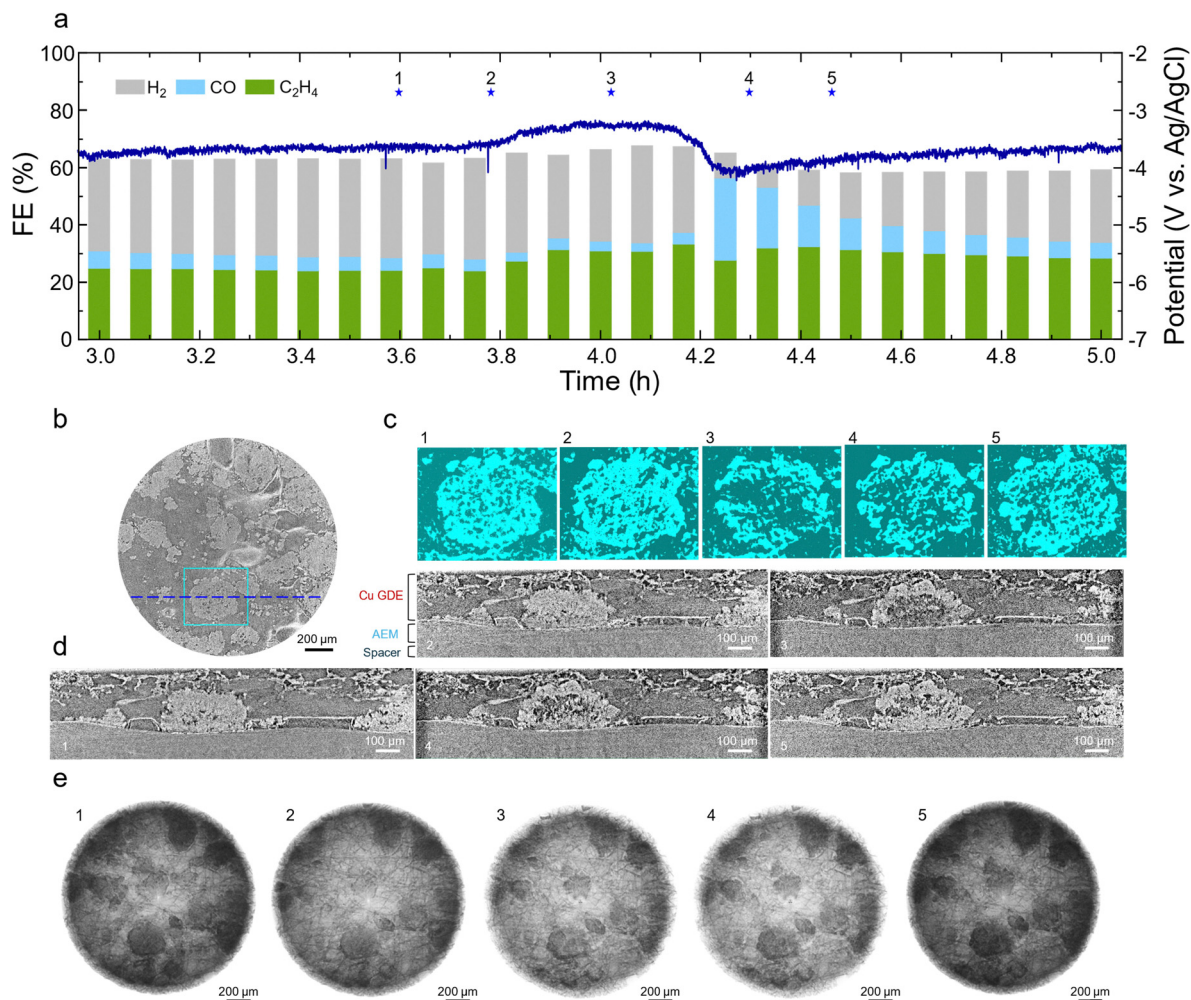 a
100
80
60
40
20
0
FE (%)
H₂ CO C₂H₄
1 2 3 4 5
-2
-3
-4
-5
-6
-7
Potential (V vs. Ag/AgCl)
3.0 3.2 3.4 3.6 3.8 4.0 4.2 4.4 4.6 4.8 5.0
Time (h)
b
200 µm
c
1 2 3 4 5
Cu GDE
AEM
Spacer
2 100 µm
3 100 µm
d
1 100 µm
4 100 µm
5 100 µm
e
1 2 3 4 5
200 µm 200 µm 200 µm 200 µm 200 µm